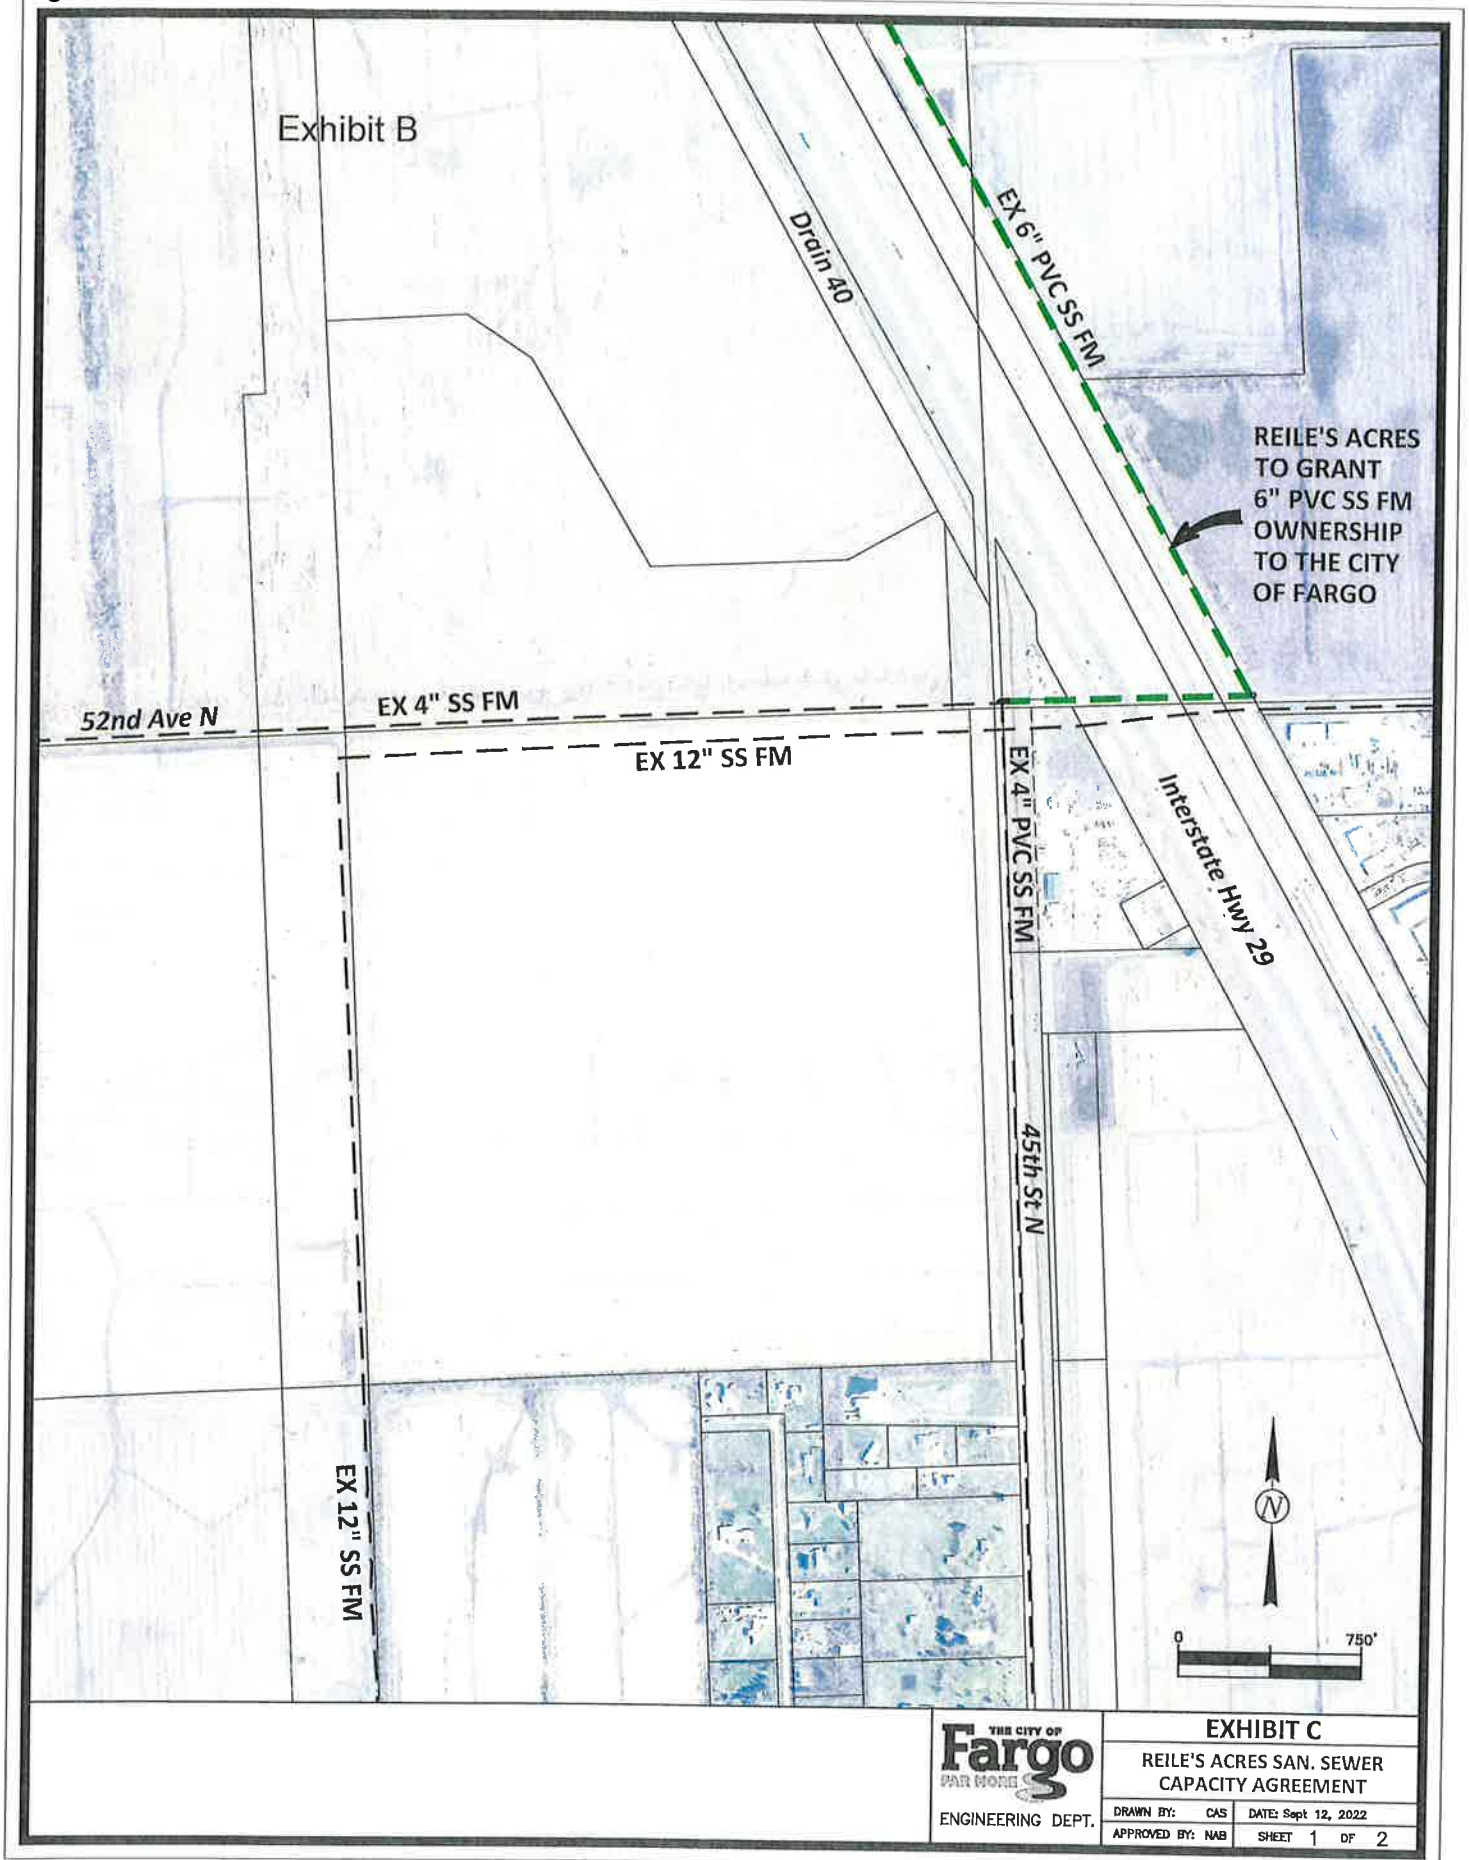 Exhibit B
Drain 40
EX 6" PVC SS FM
REILE'S ACRES
TO GRANT
6" PVC SS FM
OWNERSHIP
TO THE CITY
OF FARGO
52nd Ave N
EX 4" SS FM
EX 12" SS FM
EX 4" PVC SS FM
Interstate Hwy 29
45th St N
EX 12" SS FM
N
0 750'
THE CITY OF
Fargo
FAR MORE
ENGINEERING DEPT.
EXHIBIT C
REILE'S ACRES SAN. SEWER
CAPACITY AGREEMENT
DRAWN BY: CAS DATE: Sept 12, 2022
APPROVED BY: NAB SHEET 1 OF 2